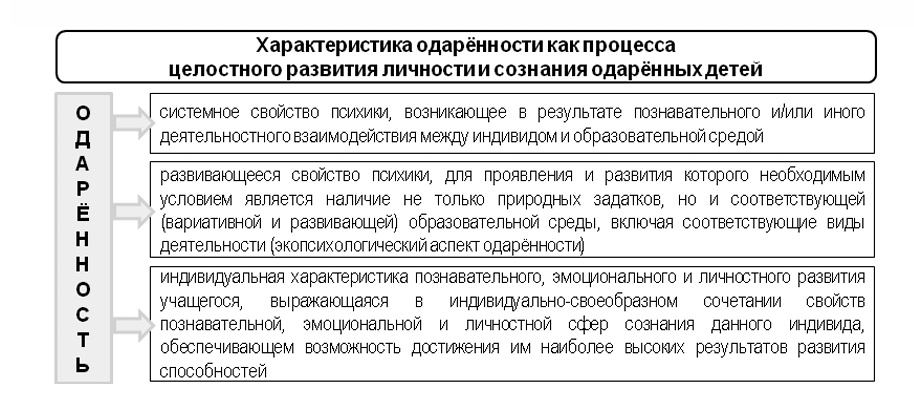 Характеристика одарённости как процесса
целостного развития личности и сознания одарённых детей
ОДАРЁННОСТЬ
системное свойство психики, возникающее в результате познавательного и/или иного
деятельностного взаимодействия между индивидом и образовательной средой
развивающееся свойство психики, для проявления и развития которого необходимым
условием является наличие не только природных задатков, но и соответствующей
(вариативной и развивающей) образовательной среды, включая соответствующие виды
деятельности (экопсихологический аспект одарённости)
индивидуальная характеристика познавательного, эмоционального и личностного развития
учащегося, выражающаяся в индивидуально-своеобразном сочетании свойств
познавательной, эмоциональной и личностной сфер сознания данного индивида,
обеспечивающем возможность достижения им наиболее высоких результатов развития
способностей